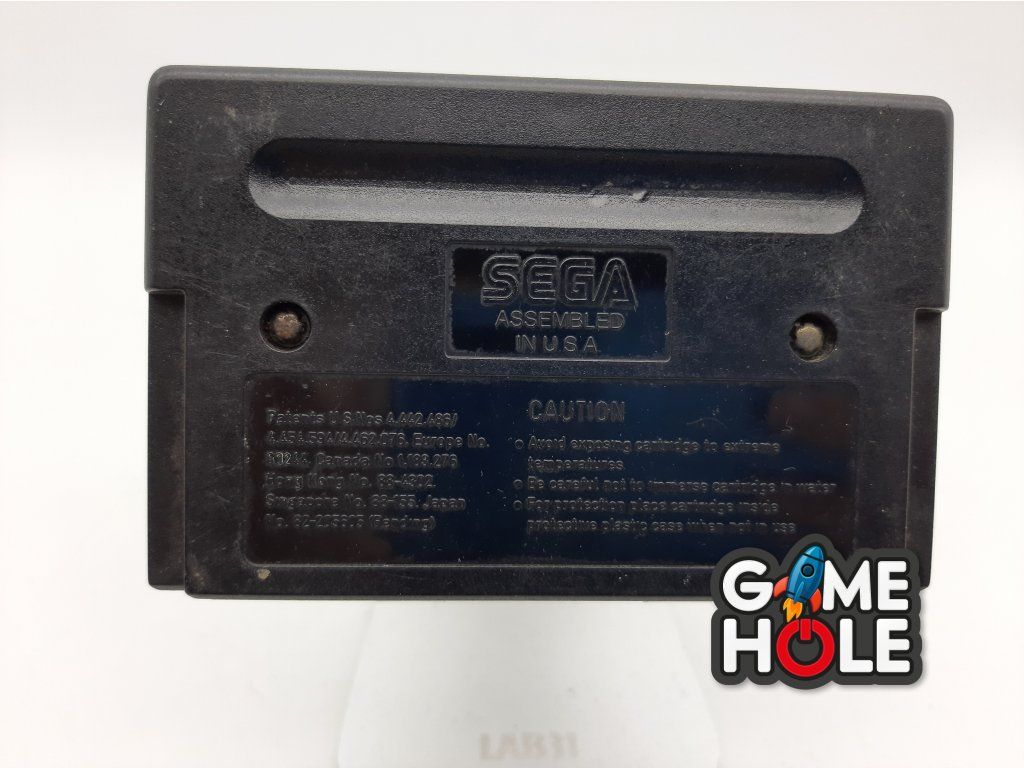 SEGA
ASSEMBLED
IN U S A
Patents U S Nos 4,442,486/
4,454,594/4,462,076, Europe No.
80244, Canada No 1,183,276
Hong Kong No. 88-4302
Singapore No. 88-155, Japan
No. 82-205605 (Pending)
CAUTION
• Avoid exposing cartridge to extreme
temperatures
• Be careful not to immerse cartridge in water
• For protection place cartridge inside
protective plastic case when not in use
GAME
HOLE
LAB31